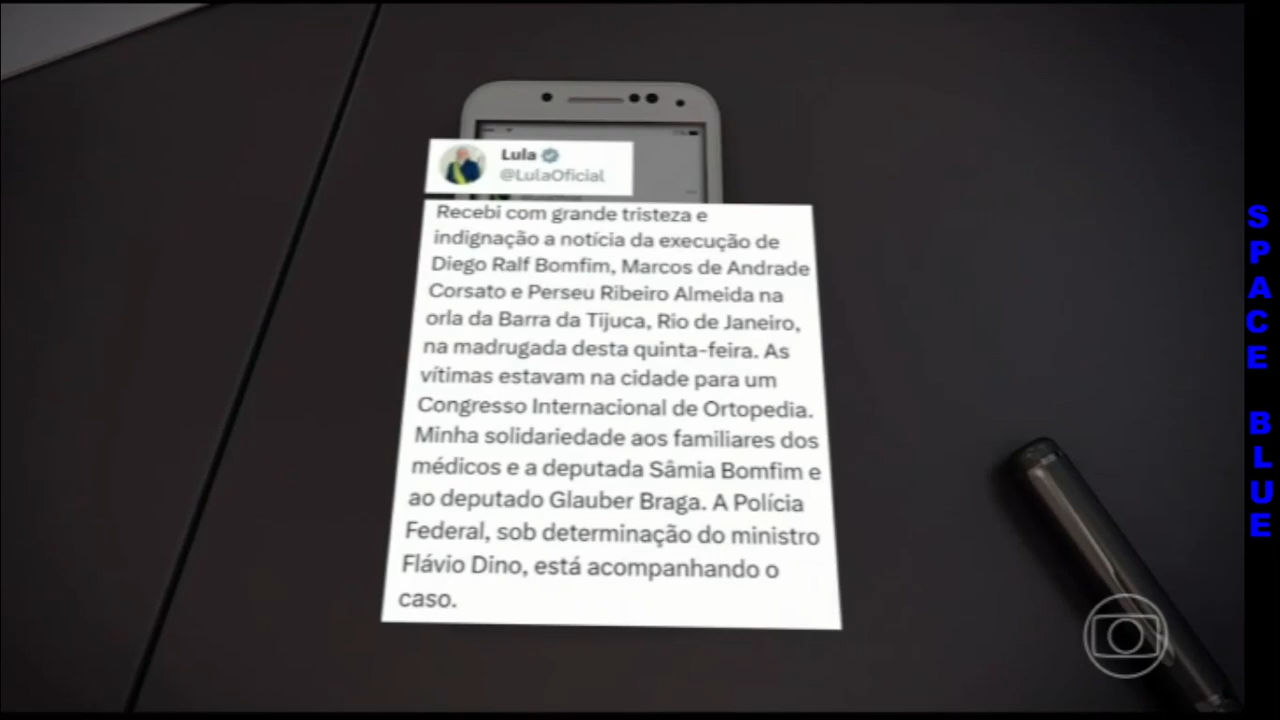 Lula
@LulaOficial
Recebi com grande tristeza e
indignação a notícia da execução de
Diego Ralf Bomfim, Marcos de Andrade
Corsato e Perseu Ribeiro Almeida na
orla da Barra da Tijuca, Rio de Janeiro,
na madrugada desta quinta-feira. As
vítimas estavam na cidade para um
Congresso Internacional de Ortopedia.
Minha solidariedade aos familiares dos
médicos e a deputada Sâmia Bomfim e
ao deputado Glauber Braga. A Polícia
Federal, sob determinação do ministro
Flávio Dino, está acompanhando o
caso.
SPACE BLUE